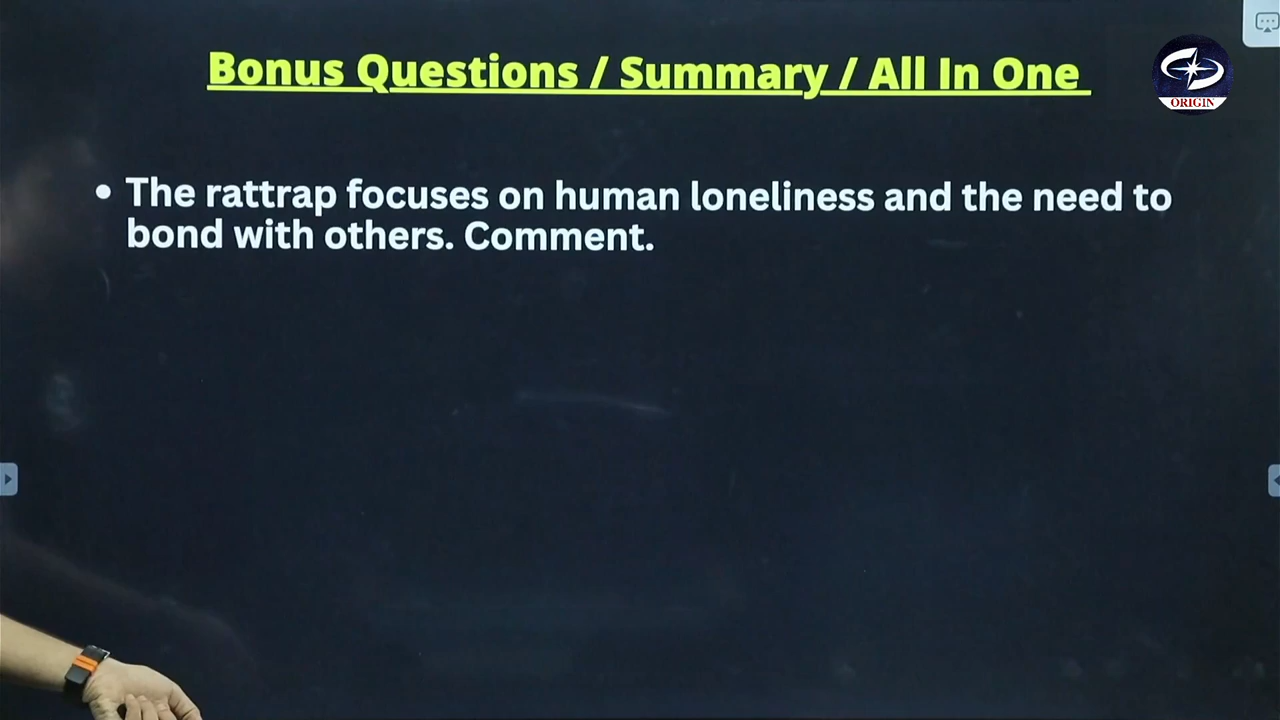 Bonus Questions / Summary / All In One
ORIGIN
• The rattrap focuses on human loneliness and the need to
bond with others. Comment.